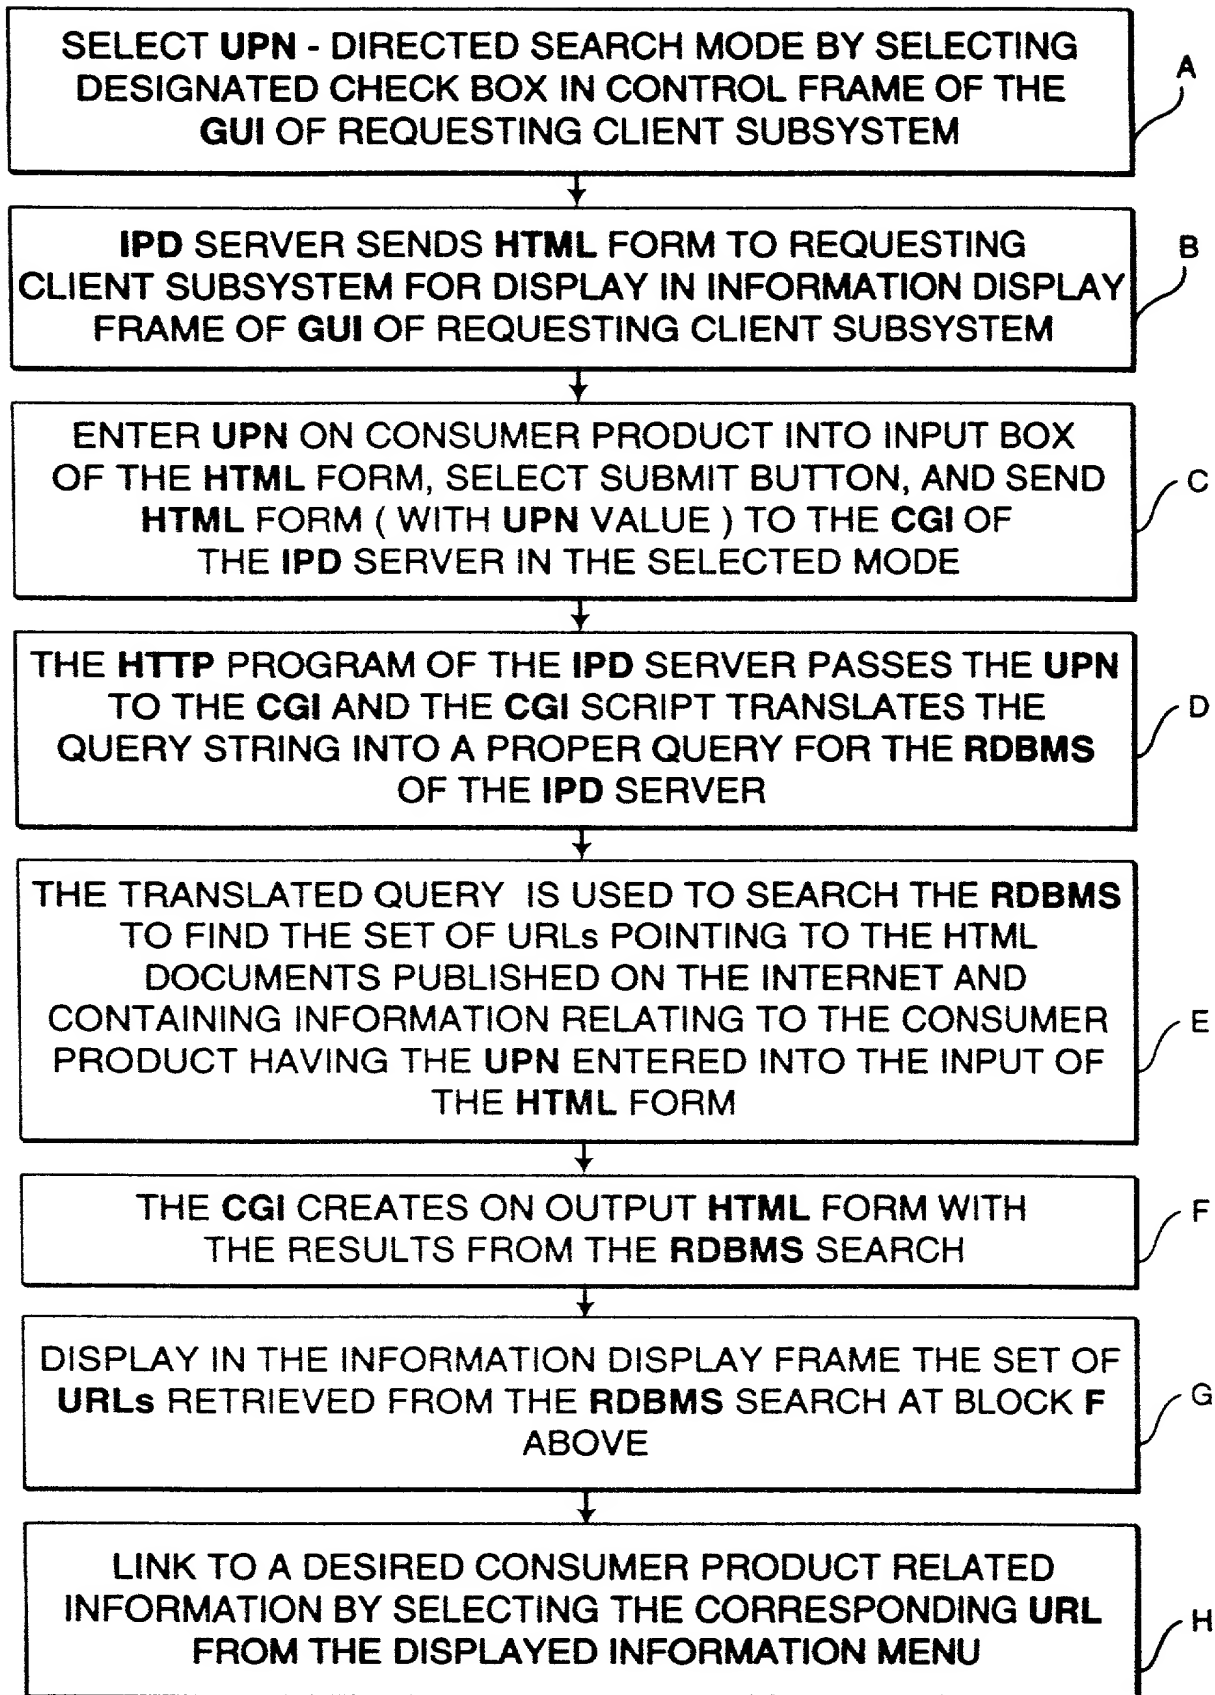 SELECT UPN - DIRECTED SEARCH MODE BY SELECTING
DESIGNATED CHECK BOX IN CONTROL FRAME OF THE
GUI OF REQUESTING CLIENT SUBSYSTEM
A
IPD SERVER SENDS HTML FORM TO REQUESTING
CLIENT SUBSYSTEM FOR DISPLAY IN INFORMATION DISPLAY
FRAME OF GUI OF REQUESTING CLIENT SUBSYSTEM
B
ENTER UPN ON CONSUMER PRODUCT INTO INPUT BOX
OF THE HTML FORM, SELECT SUBMIT BUTTON, AND SEND
HTML FORM ( WITH UPN VALUE ) TO THE CGI OF
THE IPD SERVER IN THE SELECTED MODE
C
THE HTTP PROGRAM OF THE IPD SERVER PASSES THE UPN
TO THE CGI AND THE CGI SCRIPT TRANSLATES THE
QUERY STRING INTO A PROPER QUERY FOR THE RDBMS
OF THE IPD SERVER
D
THE TRANSLATED QUERY IS USED TO SEARCH THE RDBMS
TO FIND THE SET OF URLs POINTING TO THE HTML
DOCUMENTS PUBLISHED ON THE INTERNET AND
CONTAINING INFORMATION RELATING TO THE CONSUMER
PRODUCT HAVING THE UPN ENTERED INTO THE INPUT OF
THE HTML FORM
E
THE CGI CREATES ON OUTPUT HTML FORM WITH
THE RESULTS FROM THE RDBMS SEARCH
F
DISPLAY IN THE INFORMATION DISPLAY FRAME THE SET OF
URLs RETRIEVED FROM THE RDBMS SEARCH AT BLOCK F
ABOVE
G
LINK TO A DESIRED CONSUMER PRODUCT RELATED
INFORMATION BY SELECTING THE CORRESPONDING URL
FROM THE DISPLAYED INFORMATION MENU
H